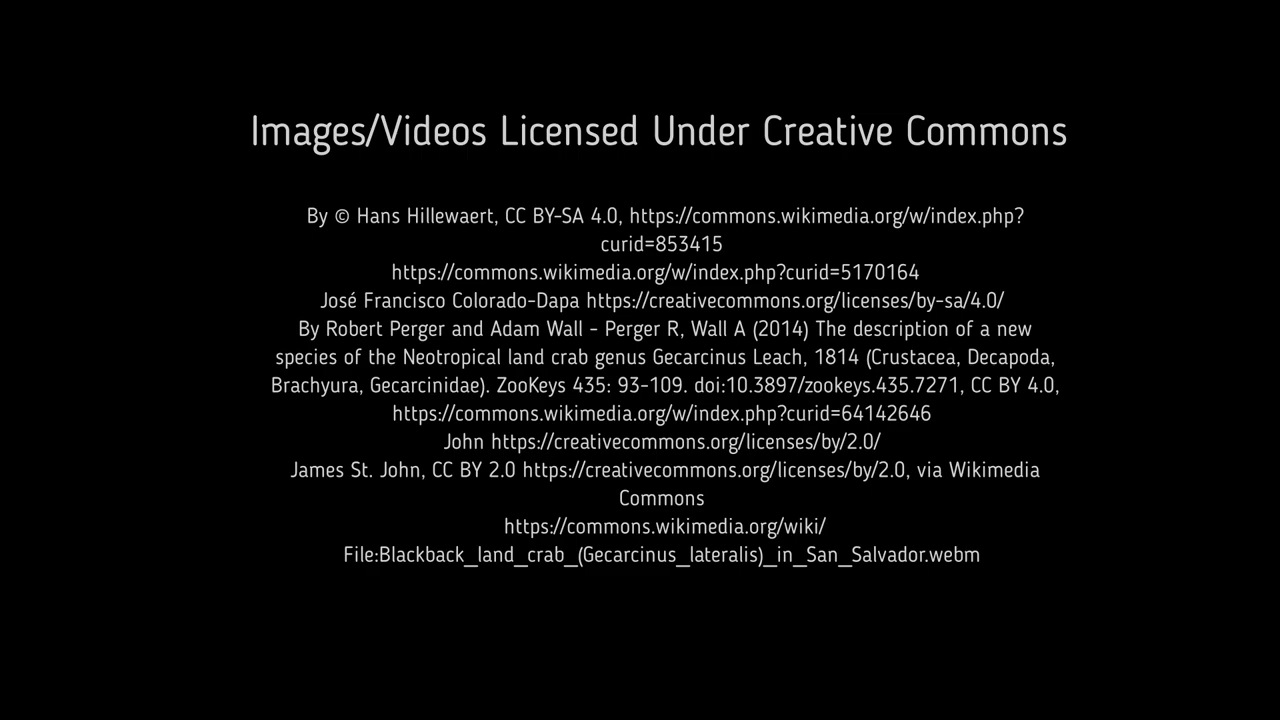 Images/Videos Licensed Under Creative Commons
By © Hans Hillewaert, CC BY-SA 4.0, https://commons.wikimedia.org/w/index.php?
curid=853415
https://commons.wikimedia.org/w/index.php?curid=5170164
José Francisco Colorado-Dapa https://creativecommons.org/licenses/by-sa/4.0/
By Robert Perger and Adam Wall - Perger R, Wall A (2014) The description of a new
species of the Neotropical land crab genus Gecarcinus Leach, 1814 (Crustacea, Decapoda,
Brachyura, Gecarcinidae). ZooKeys 435: 93-109. doi:10.3897/zookeys.435.7271, CC BY 4.0,
https://commons.wikimedia.org/w/index.php?curid=64142646
John https://creativecommons.org/licenses/by/2.0/
James St. John, CC BY 2.0 https://creativecommons.org/licenses/by/2.0, via Wikimedia
Commons
https://commons.wikimedia.org/wiki/
File:Blackback_land_crab_(Gecarcinus_lateralis)_in_San_Salvador.webm